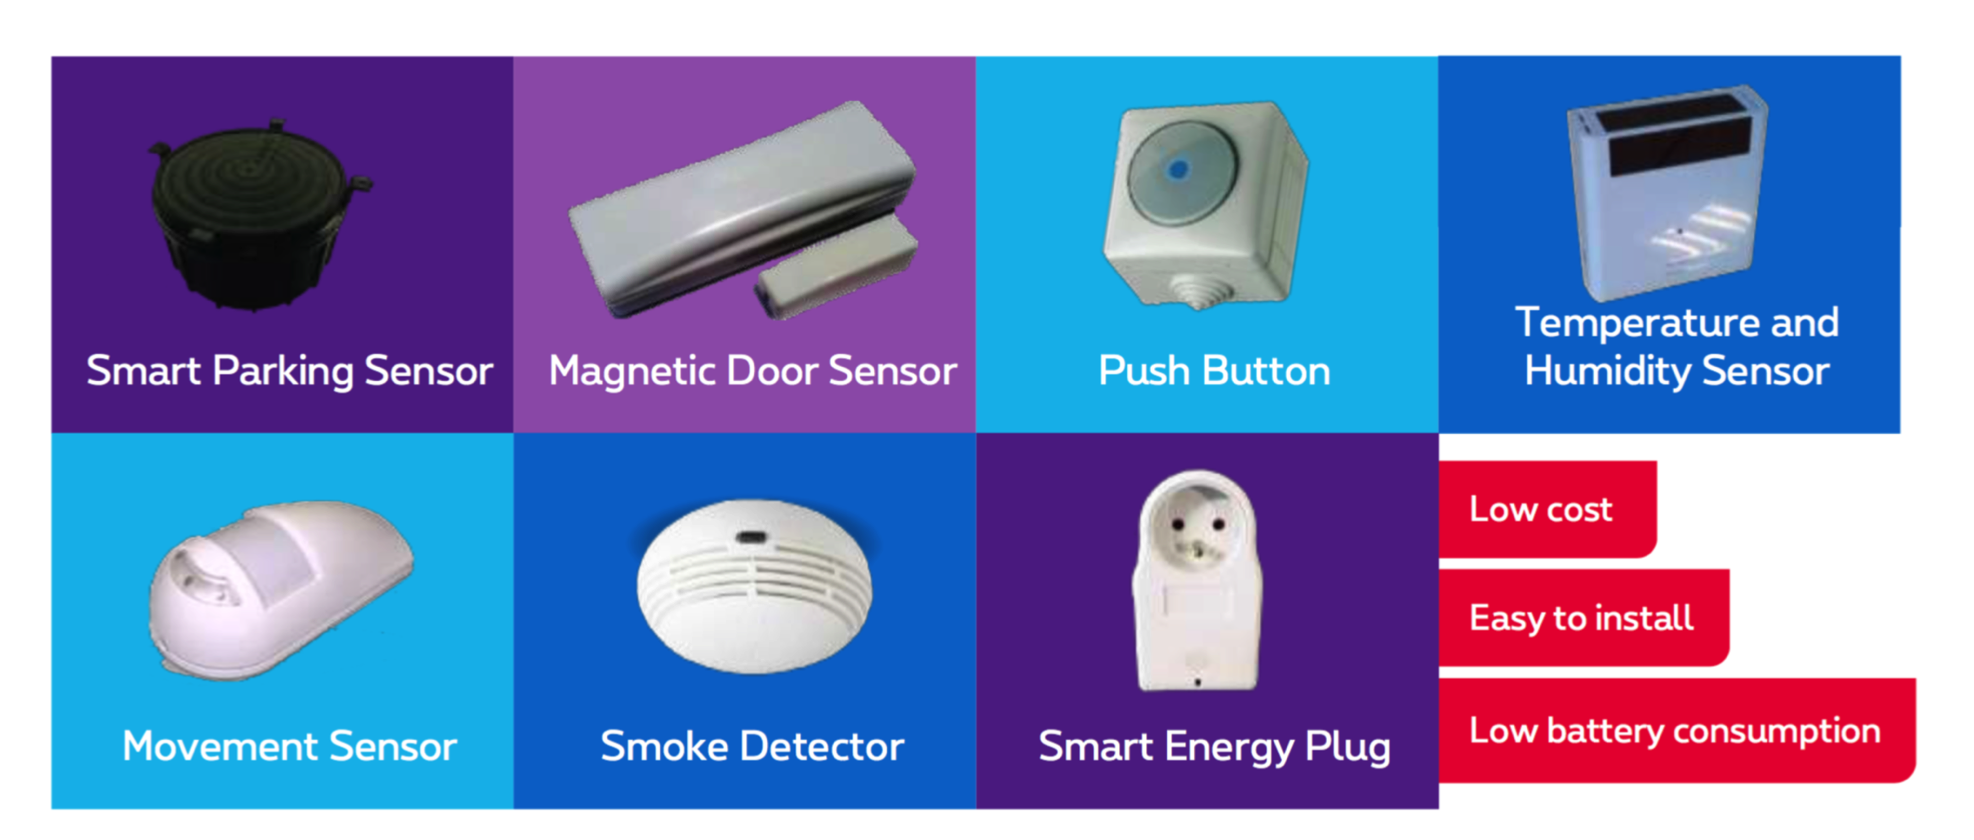 Smart Parking Sensor
Magnetic Door Sensor
Push Button
Temperature and
Humidity Sensor
Movement Sensor
Smoke Detector
Smart Energy Plug
Low cost
Easy to install
Low battery consumption